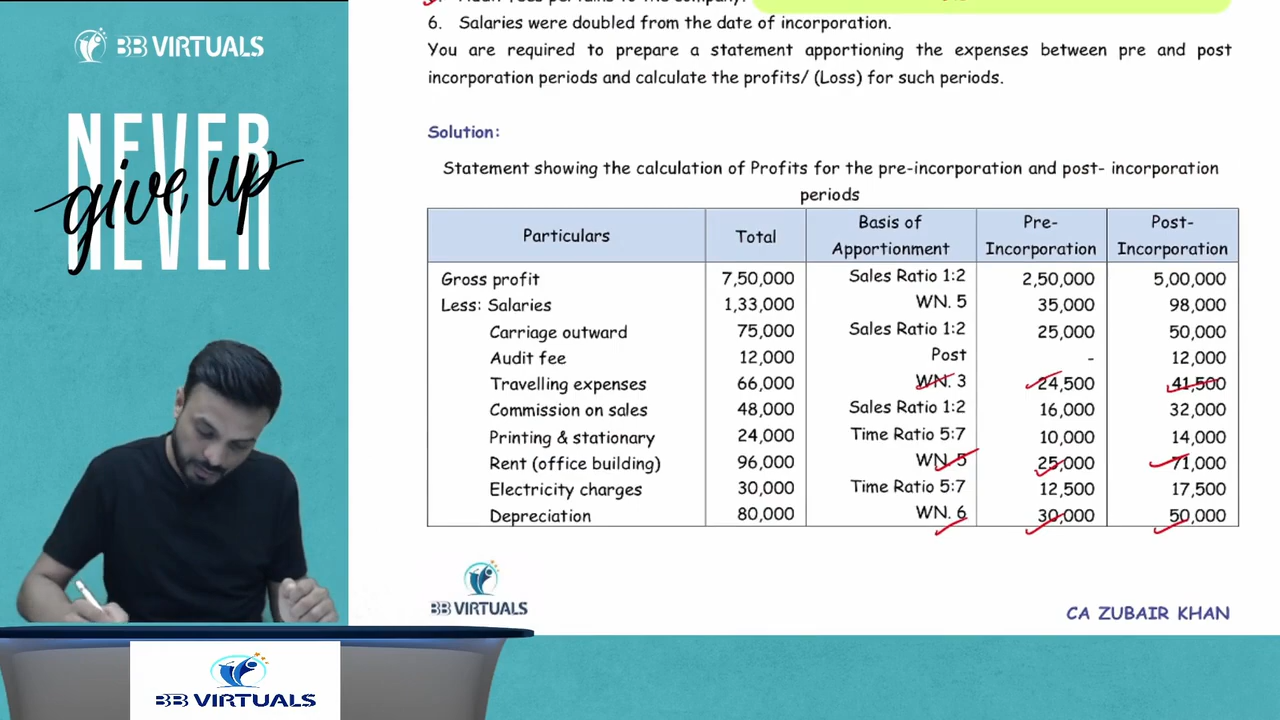 BB VIRTUALS
NEVER
give up
NEVER
6. Salaries were doubled from the date of incorporation.
You are required to prepare a statement apportioning the expenses between pre and post
incorporation periods and calculate the profits/ (Loss) for such periods.
Solution:
Statement showing the calculation of Profits for the pre-incorporation and post- incorporation
periods
Particulars Total Basis of Apportionment Pre-Incorporation Post-Incorporation
Gross profit 7,50,000 Sales Ratio 1:2 2,50,000 5,00,000
Less: Salaries 1,33,000 WN. 5 35,000 98,000
Carriage outward 75,000 Sales Ratio 1:2 25,000 50,000
Audit fee 12,000 Post - 12,000
Travelling expenses 66,000 WN. 3 24,500 41,500
Commission on sales 48,000 Sales Ratio 1:2 16,000 32,000
Printing & stationary 24,000 Time Ratio 5:7 10,000 14,000
Rent (office building) 96,000 WN. 5 25,000 71,000
Electricity charges 30,000 Time Ratio 5:7 12,500 17,500
Depreciation 80,000 WN. 6 30,000 50,000
BB VIRTUALS
CA ZUBAIR KHAN
BB VIRTUALS